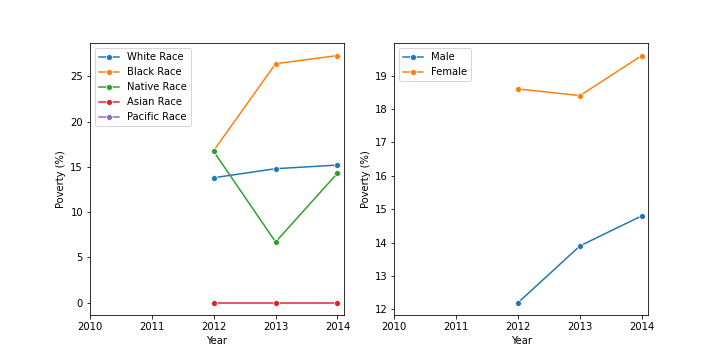 White Race
Black Race
Native Race
Asian Race
Pacific Race
25
20
15
10
5
0
Poverty (%)
2010 2011 2012 2013 2014
Year
Male
Female
19
18
17
16
15
14
13
12
Poverty (%)
2010 2011 2012 2013 2014
Year